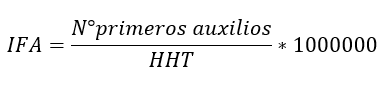 IFA = N°primeros auxilios / HHT * 1000000